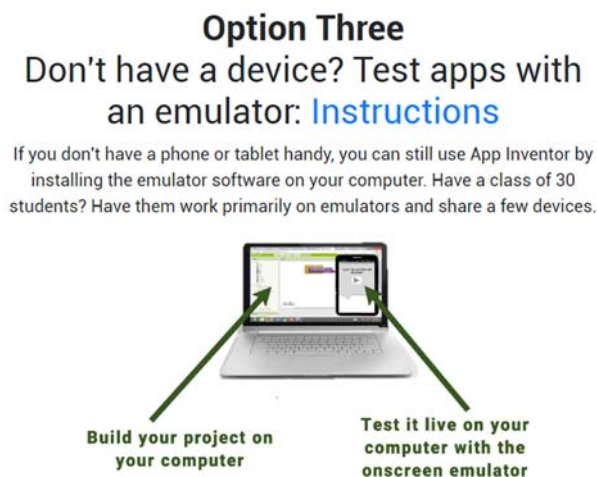 Option Three
Don't have a device? Test apps with
an emulator: Instructions
If you don't have a phone or tablet handy, you can still use App Inventor by
installing the emulator software on your computer. Have a class of 30
students? Have them work primarily on emulators and share a few devices.
Build your project on
your computer
Test it live on your
computer with the
onscreen emulator